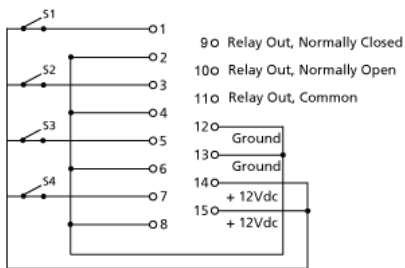 S1
1
2
S2
3
4
S3
5
6
S4
7
8
9 Relay Out, Normally Closed
10 Relay Out, Normally Open
11 Relay Out, Common
12
Ground
13
Ground
14
+ 12Vdc
15
+ 12Vdc